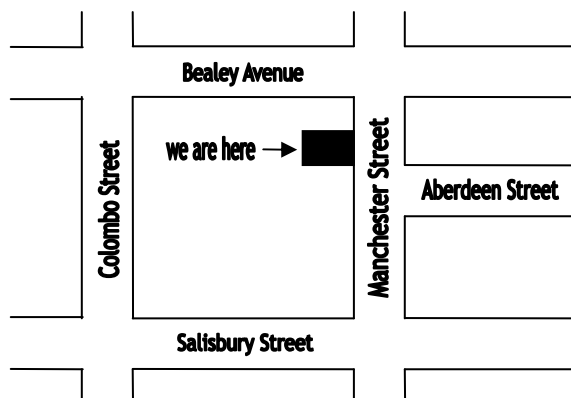 Bealey Avenue
we are here
Colombo Street
Manchester Street
Aberdeen Street
Salisbury Street